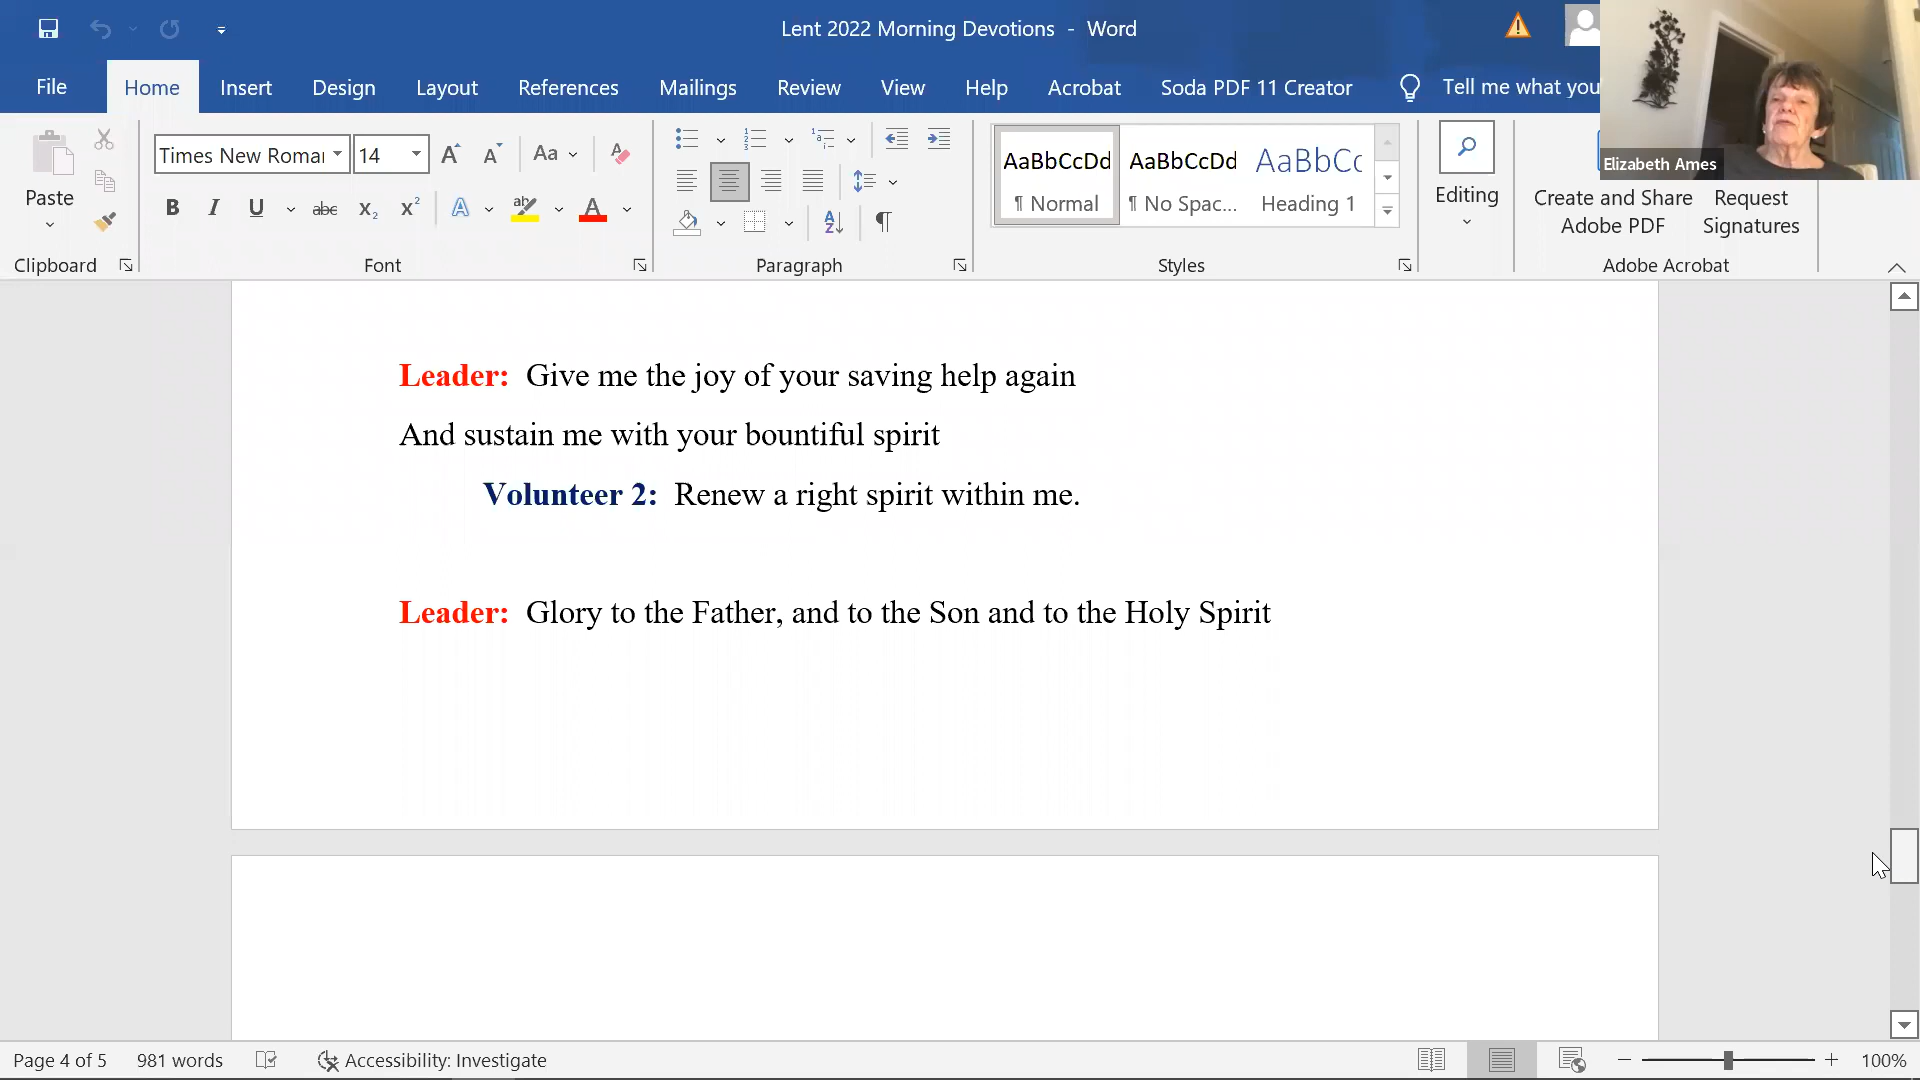 Lent 2022 Morning Devotions - Word
File Home Insert Design Layout References Mailings Review View Help Acrobat Soda PDF 11 Creator Tell me what you
Elizabeth Ames
Paste
Clipboard
Times New Roma 14
Aa
B I U abc X₂ X²
Font
Paragraph
AaBbCcDd AaBbCcDd AaBbCc
¶ Normal ¶ No Spac... Heading 1
Styles
Editing
Create and Share
Adobe PDF
Request
Signatures
Adobe Acrobat
Leader: Give me the joy of your saving help again
And sustain me with your bountiful spirit
Volunteer 2: Renew a right spirit within me.
Leader: Glory to the Father, and to the Son and to the Holy Spirit
Page 4 of 5 981 words Accessibility: Investigate 100%